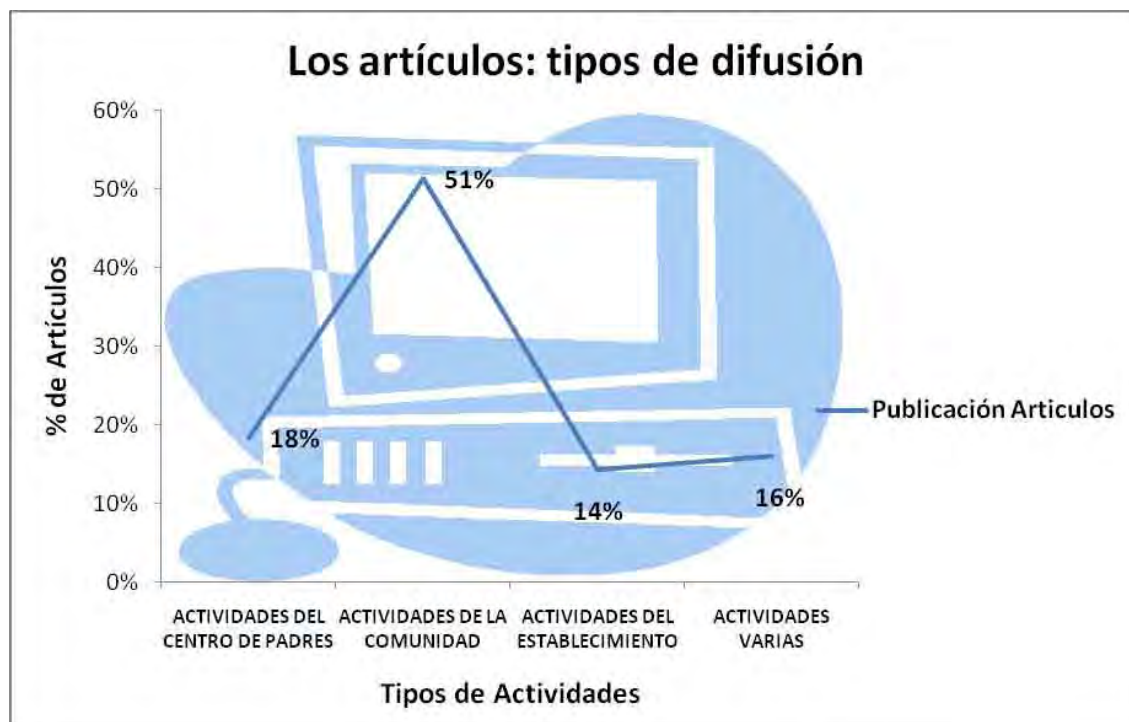 Los artículos: tipos de difusión
60%
50%
40%
30%
20%
10%
0%
% de Artículos
51%
18%
14%
16%
Publicación Articulos
ACTIVIDADES DEL
CENTRO DE PADRES
ACTIVIDADES DE LA
COMUNIDAD
ACTIVIDADES DEL
ESTABLECIMIENTO
ACTIVIDADES
VARIAS
Tipos de Actividades